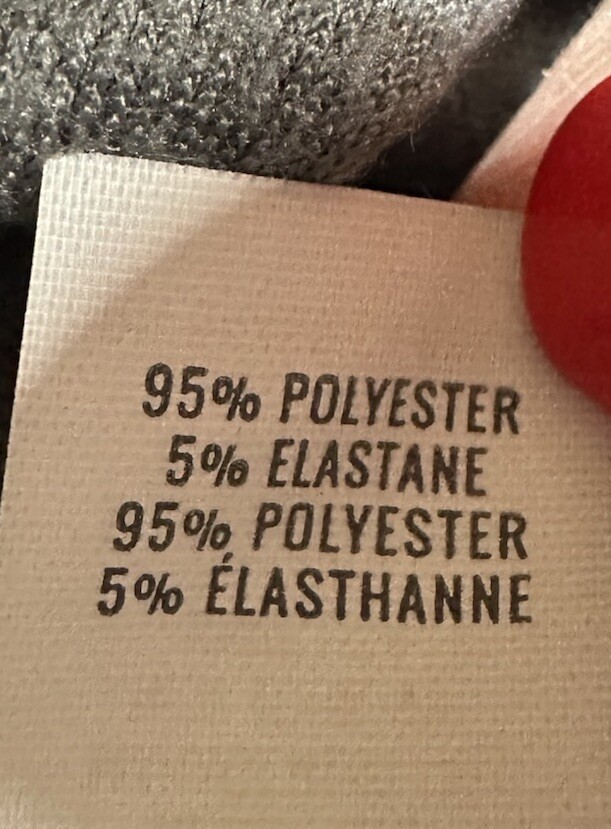 95% POLYESTER
5% ELASTANE
95% POLYESTER
5% ÉLASTHANNE